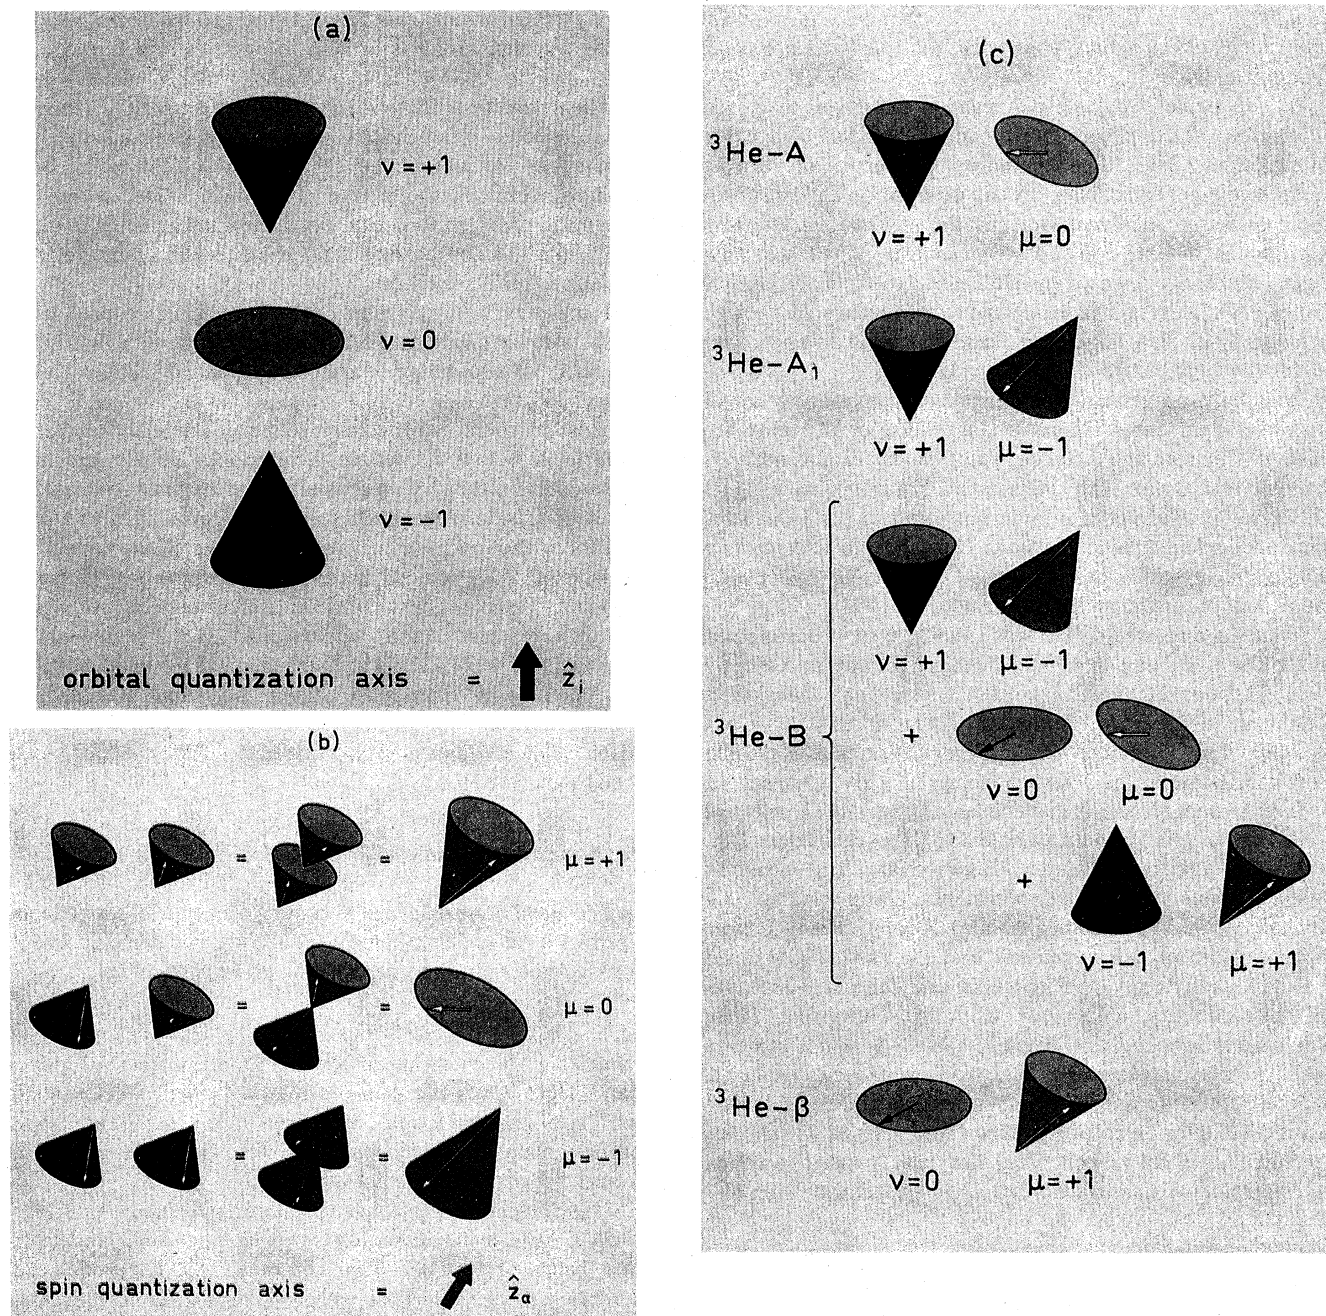 (a)
ν = +1
ν = 0
ν = −1
orbital quantization axis = ẑᵢ
(b)
= = μ = +1
= = μ = 0
= = μ = −1
spin quantization axis = ẑ_α
(c)
³He−A
ν = +1 μ = 0
³He−A₁
ν = +1 μ = −1
ν = +1 μ = −1
³He−B +
ν = 0 μ = 0
+
ν = −1 μ = +1
³He−β
ν = 0 μ = +1